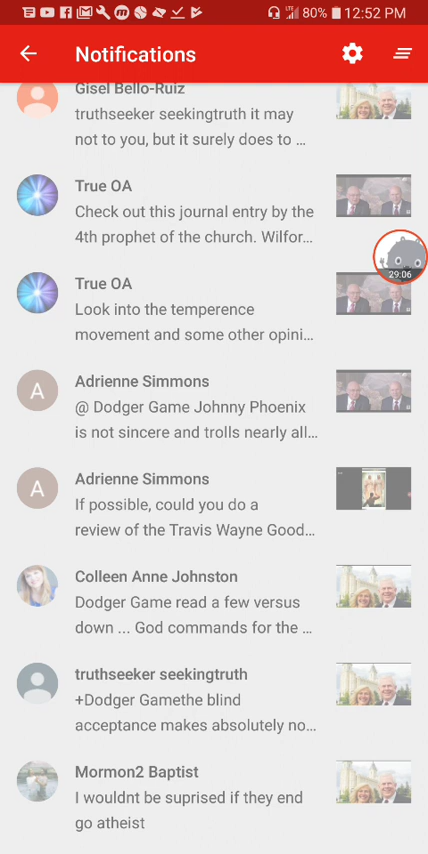 80% 12:52 PM
Notifications
Gisel Bello-Ruiz
truthseeker seekingtruth it may
not to you, but it surely does to ...
True OA
Check out this journal entry by the
4th prophet of the church. Wilfor...
29:06
True OA
Look into the temperence
movement and some other opini...
A
Adrienne Simmons
@ Dodger Game Johnny Phoenix
is not sincere and trolls nearly all...
A
Adrienne Simmons
If possible, could you do a
review of the Travis Wayne Good...
Colleen Anne Johnston
Dodger Game read a few versus
down ... God commands for the ...
truthseeker seekingtruth
+Dodger Gamethe blind
acceptance makes absolutely no...
Mormon2 Baptist
I wouldnt be suprised if they end
go atheist